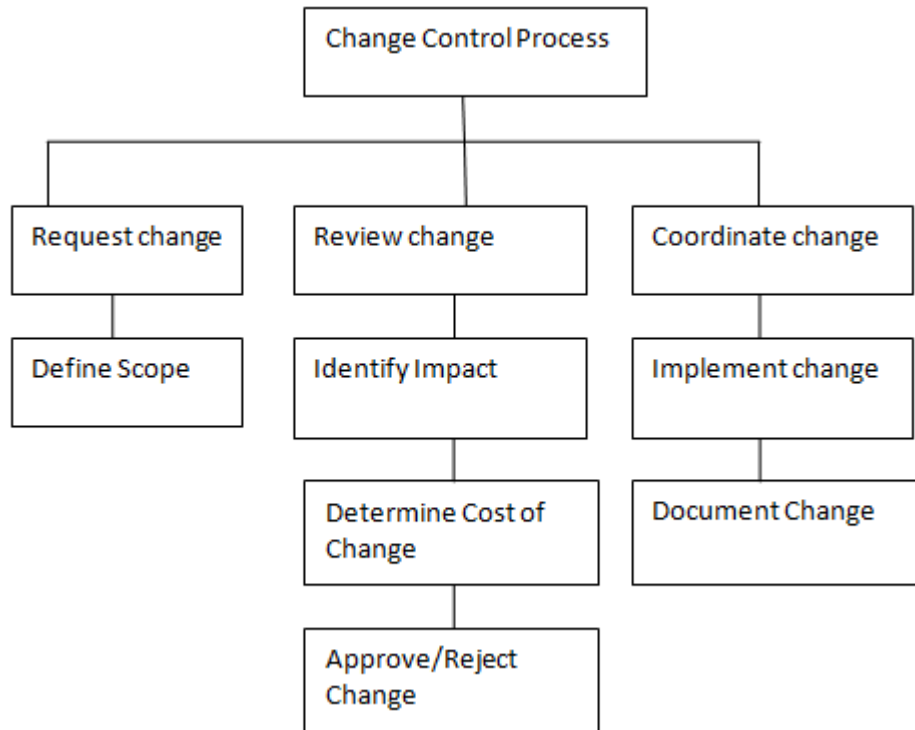 Change Control Process
Request change
Review change
Coordinate change
Define Scope
Identify Impact
Implement change
Determine Cost of
Change
Document Change
Approve/Reject
Change